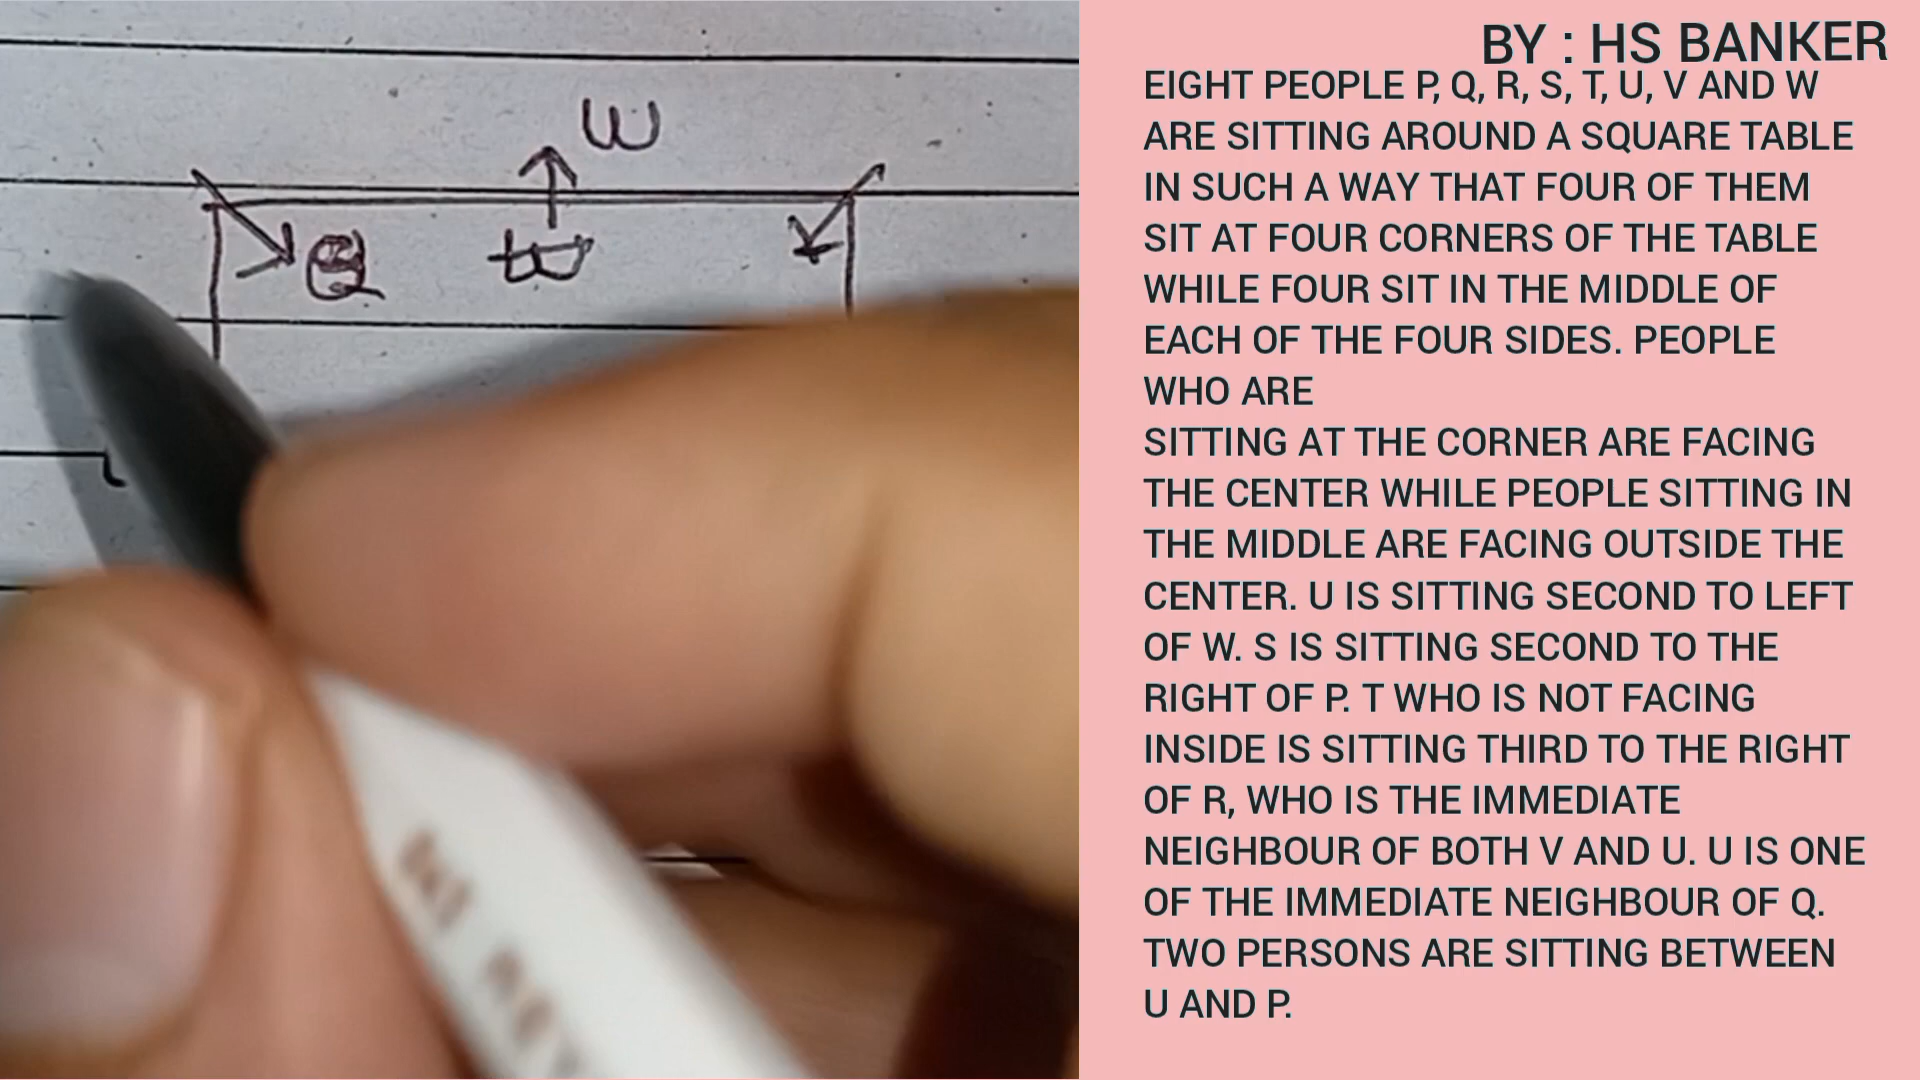 BY : HS BANKER
EIGHT PEOPLE P, Q, R, S, T, U, V AND W
ARE SITTING AROUND A SQUARE TABLE
IN SUCH A WAY THAT FOUR OF THEM
SIT AT FOUR CORNERS OF THE TABLE
WHILE FOUR SIT IN THE MIDDLE OF
EACH OF THE FOUR SIDES. PEOPLE
WHO ARE
SITTING AT THE CORNER ARE FACING
THE CENTER WHILE PEOPLE SITTING IN
THE MIDDLE ARE FACING OUTSIDE THE
CENTER. U IS SITTING SECOND TO LEFT
OF W. S IS SITTING SECOND TO THE
RIGHT OF P. T WHO IS NOT FACING
INSIDE IS SITTING THIRD TO THE RIGHT
OF R, WHO IS THE IMMEDIATE
NEIGHBOUR OF BOTH V AND U. U IS ONE
OF THE IMMEDIATE NEIGHBOUR OF Q.
TWO PERSONS ARE SITTING BETWEEN
U AND P.
W
Q